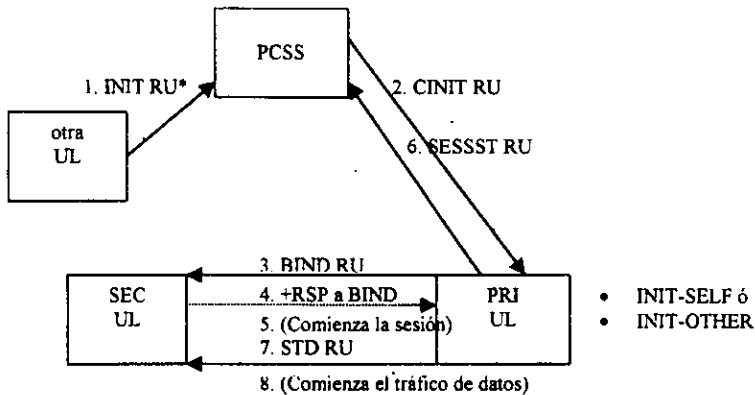 PCSS
1. INIT RU*
2. CINIT RU
otra
UL
6. SESSST RU
3. BIND RU
SEC
UL
4. +RSP a BIND
PRI
UL
5. (Comienza la sesión)
7. STD RU
8. (Comienza el tráfico de datos)
• INIT-SELF ó
• INIT-OTHER